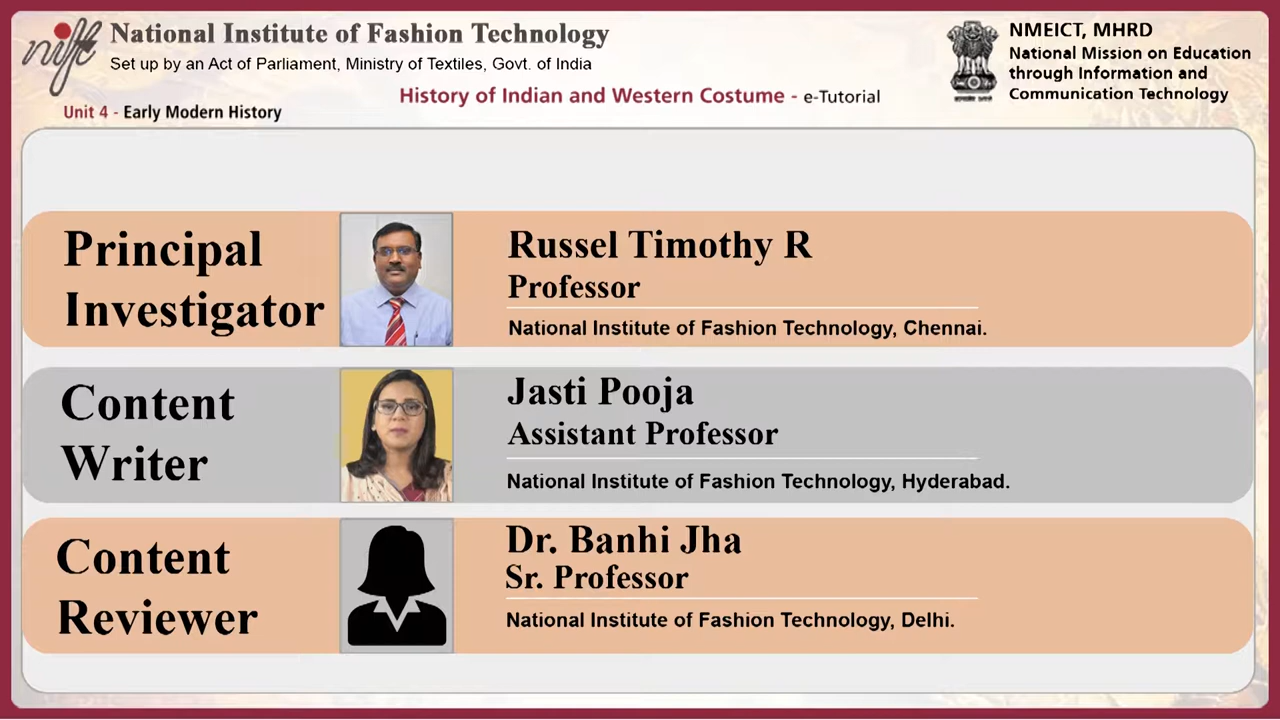 nift
National Institute of Fashion Technology
Set up by an Act of Parliament, Ministry of Textiles, Govt. of India
Unit 4 - Early Modern History
History of Indian and Western Costume - e-Tutorial
NMEICT, MHRD
National Mission on Education
through Information and
Communication Technology
Principal
Investigator
Russel Timothy R
Professor
National Institute of Fashion Technology, Chennai.
Content
Writer
Jasti Pooja
Assistant Professor
National Institute of Fashion Technology, Hyderabad.
Content
Reviewer
Dr. Banhi Jha
Sr. Professor
National Institute of Fashion Technology, Delhi.